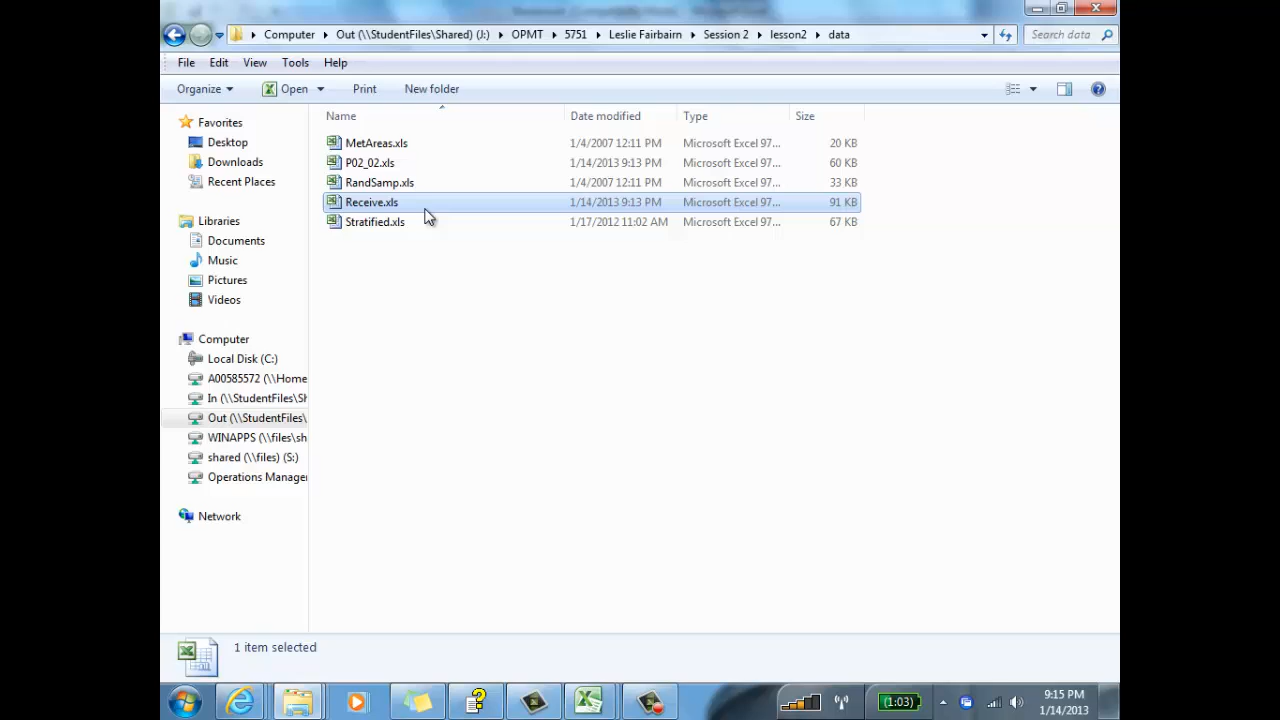 Computer Out (\\StudentFiles\Shared) (J:) OPMT 5751 Leslie Fairbairn Session 2 lesson2 data Search data
File Edit View Tools Help
Organize Open Print New folder
Name Date modified Type Size
Favorites
Desktop
Downloads
Recent Places
Libraries
Documents
Music
Pictures
Videos
Computer
Local Disk (C:)
A00585572 (\\Home
In (\\StudentFiles\Sh
Out (\\StudentFiles\
WINAPPS (\\files\sh
shared (\\files) (S:)
Operations Manage
Network
MetAreas.xls 1/4/2007 12:11 PM Microsoft Excel 97... 20 KB
P02_02.xls 1/14/2013 9:13 PM Microsoft Excel 97... 60 KB
RandSamp.xls 1/4/2007 12:11 PM Microsoft Excel 97... 33 KB
Receive.xls 1/14/2013 9:13 PM Microsoft Excel 97... 91 KB
Stratified.xls 1/17/2012 11:02 AM Microsoft Excel 97... 67 KB
1 item selected
(1:03)
9:15 PM
1/14/2013